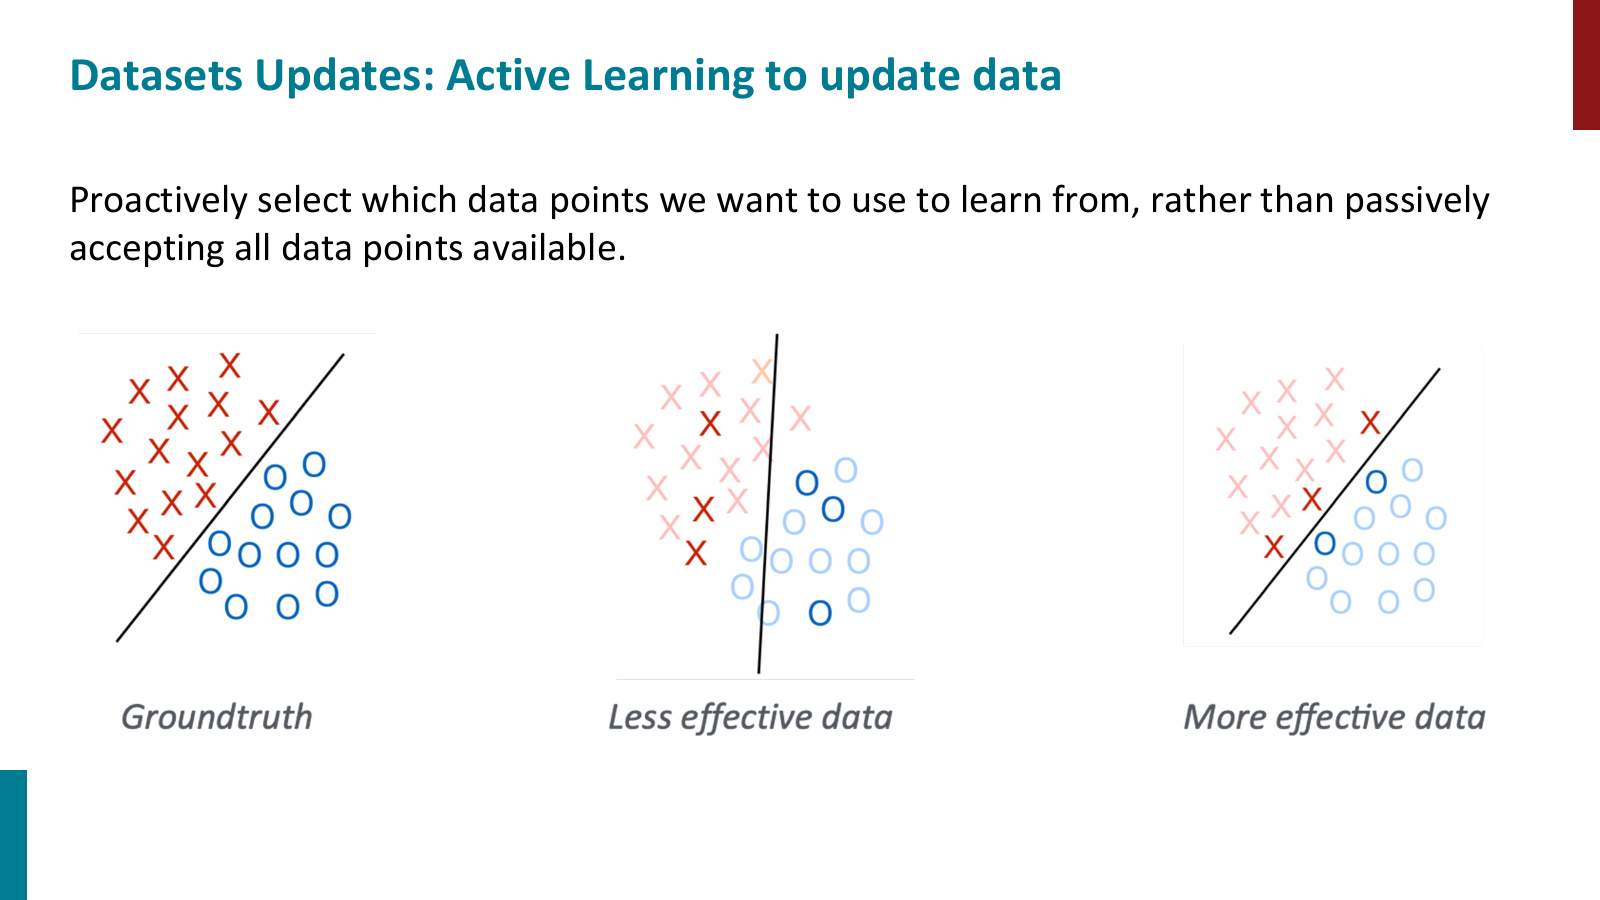 Datasets Updates: Active Learning to update data
Proactively select which data points we want to use to learn from, rather than passively
accepting all data points available.
Groundtruth
Less effective data
More effective data